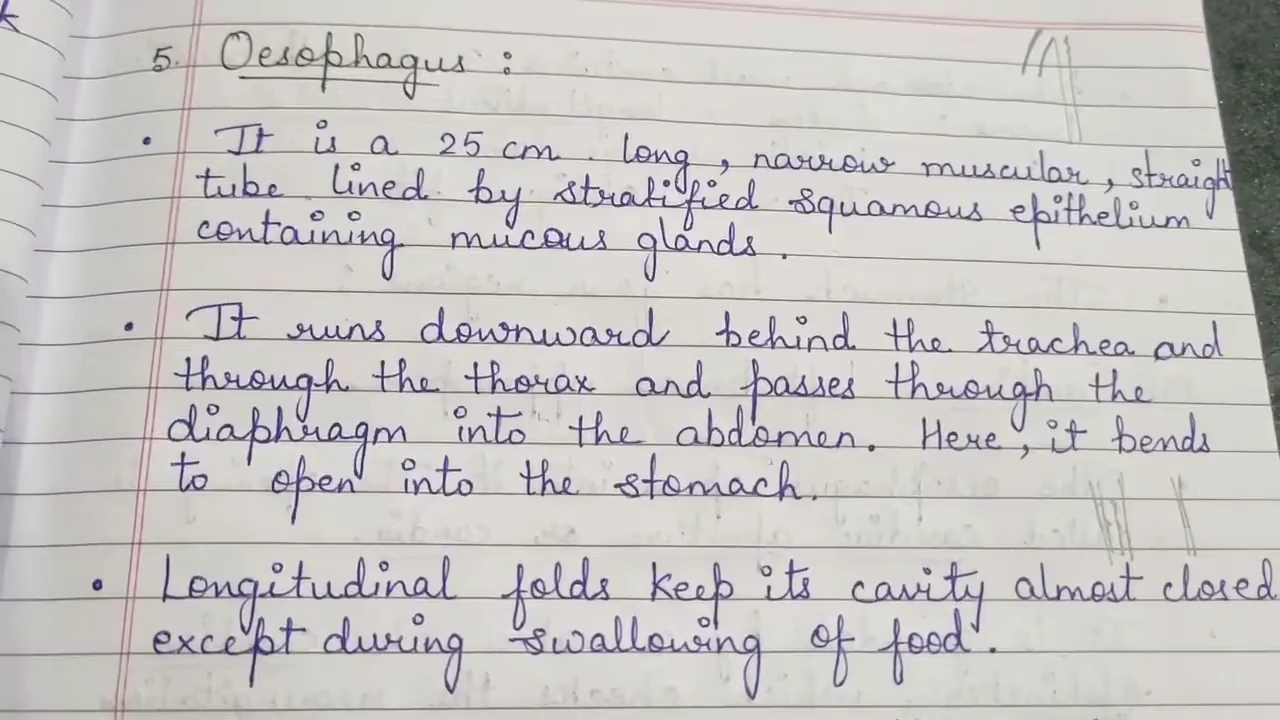 5. Oesophagus :
• It is a 25 cm. long, narrow muscular, straight
tube lined by stratified squamous epithelium
containing mucous glands.
• It runs downward behind the trachea and
through the thorax and passes through the
diaphragm into the abdomen. Here, it bends
to open into the stomach.
• Longitudinal folds keep its cavity almost closed
except during swallowing of food.